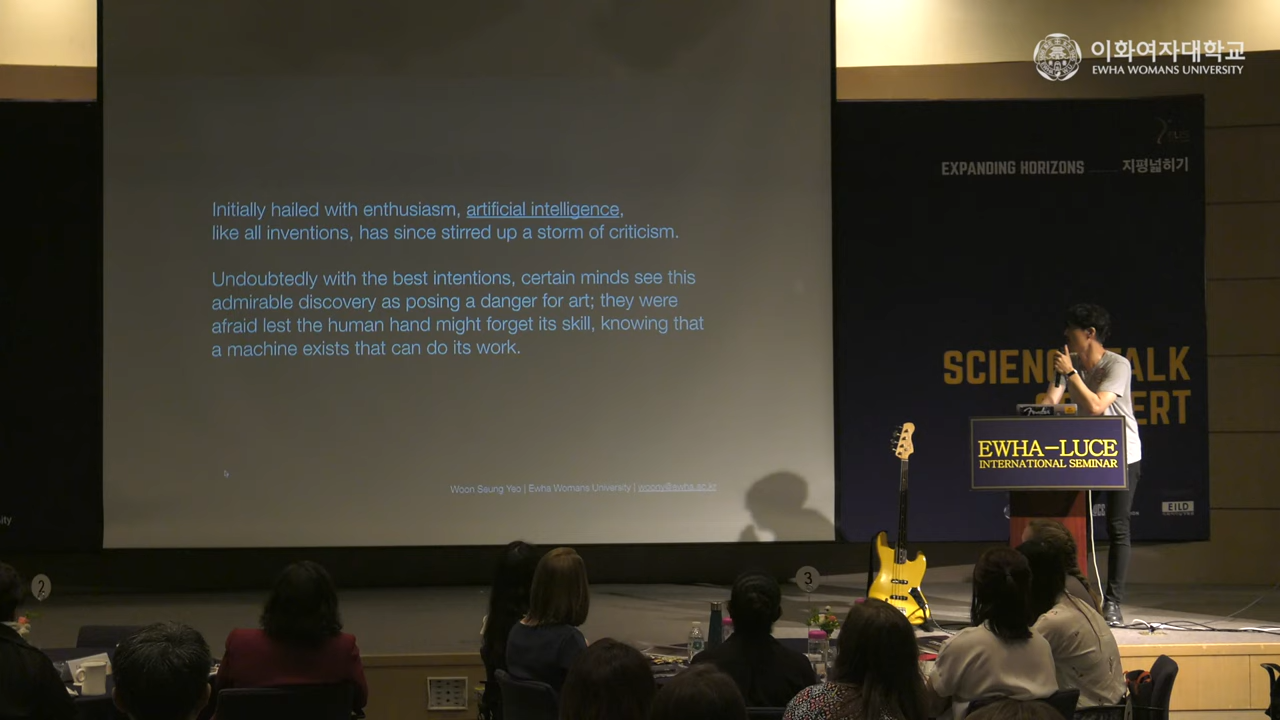 이화여자대학교
EWHA WOMANS UNIVERSITY
EXPANDING HORIZONS
지평넓히기
Initially hailed with enthusiasm, artificial intelligence,
like all inventions, has since stirred up a storm of criticism.
Undoubtedly with the best intentions, certain minds see this
admirable discovery as posing a danger for art; they were
afraid lest the human hand might forget its skill, knowing that
a machine exists that can do its work.
Woon Seung Yeo | Ewha Womans University | woony@ewha.ac.kr
Fender
EWHA-LUCE
INTERNATIONAL SEMINAR
EILD
2
3